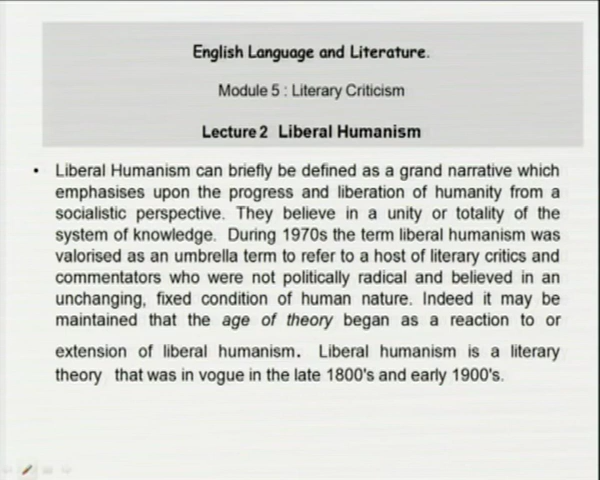 English Language and Literature.
Module 5 : Literary Criticism
Lecture 2 Liberal Humanism
• Liberal Humanism can briefly be defined as a grand narrative which
emphasises upon the progress and liberation of humanity from a
socialistic perspective. They believe in a unity or totality of the
system of knowledge. During 1970s the term liberal humanism was
valorised as an umbrella term to refer to a host of literary critics and
commentators who were not politically radical and believed in an
unchanging, fixed condition of human nature. Indeed it may be
maintained that the age of theory began as a reaction to or
extension of liberal humanism. Liberal humanism is a literary
theory that was in vogue in the late 1800's and early 1900's.